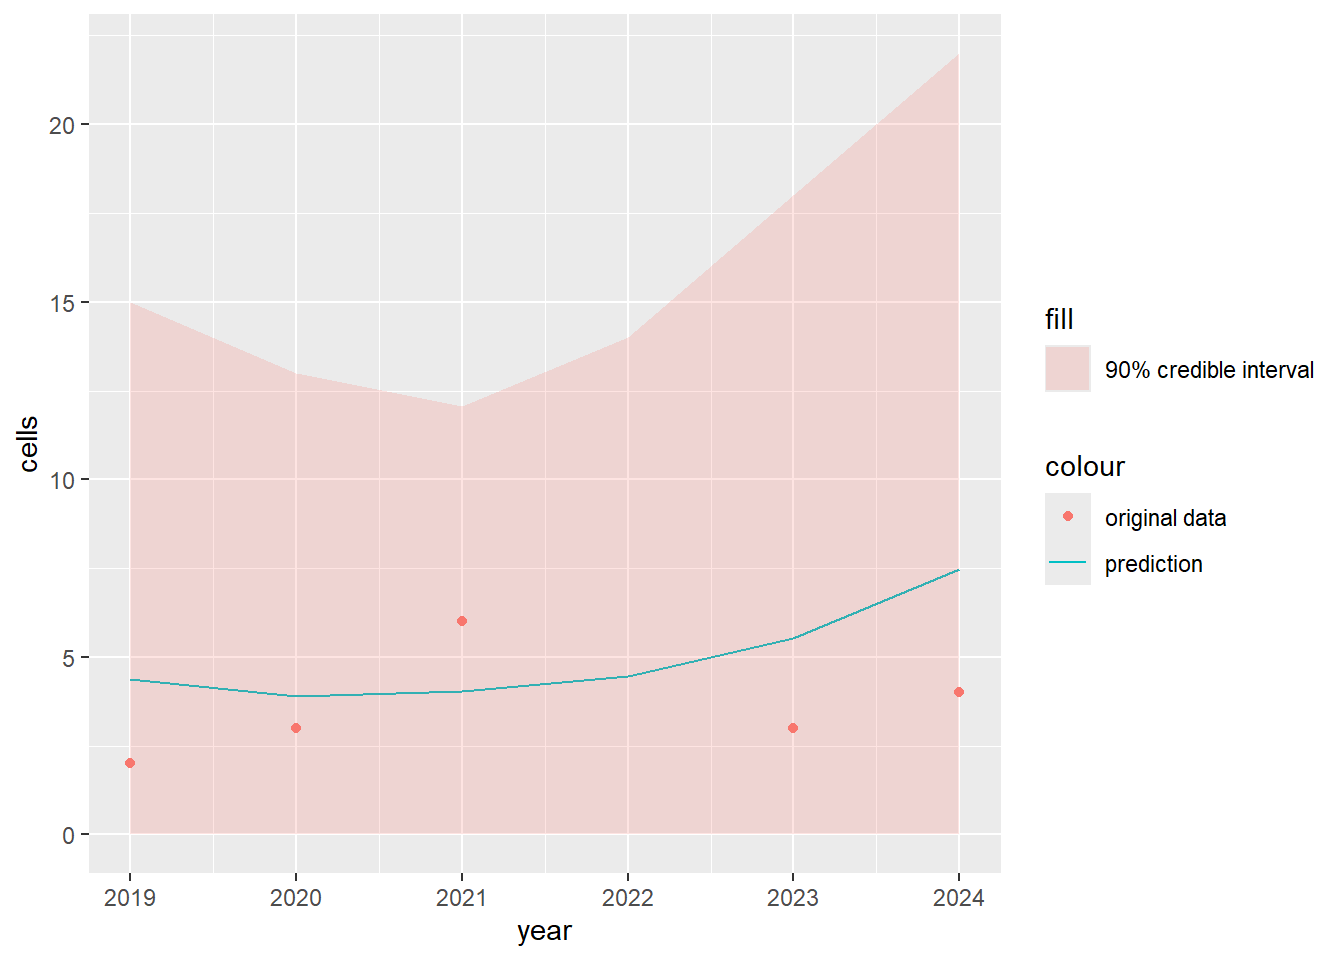 20
15
10
5
0
cells
2019 2020 2021 2022 2023 2024
year
fill
90% credible interval
colour
original data
prediction